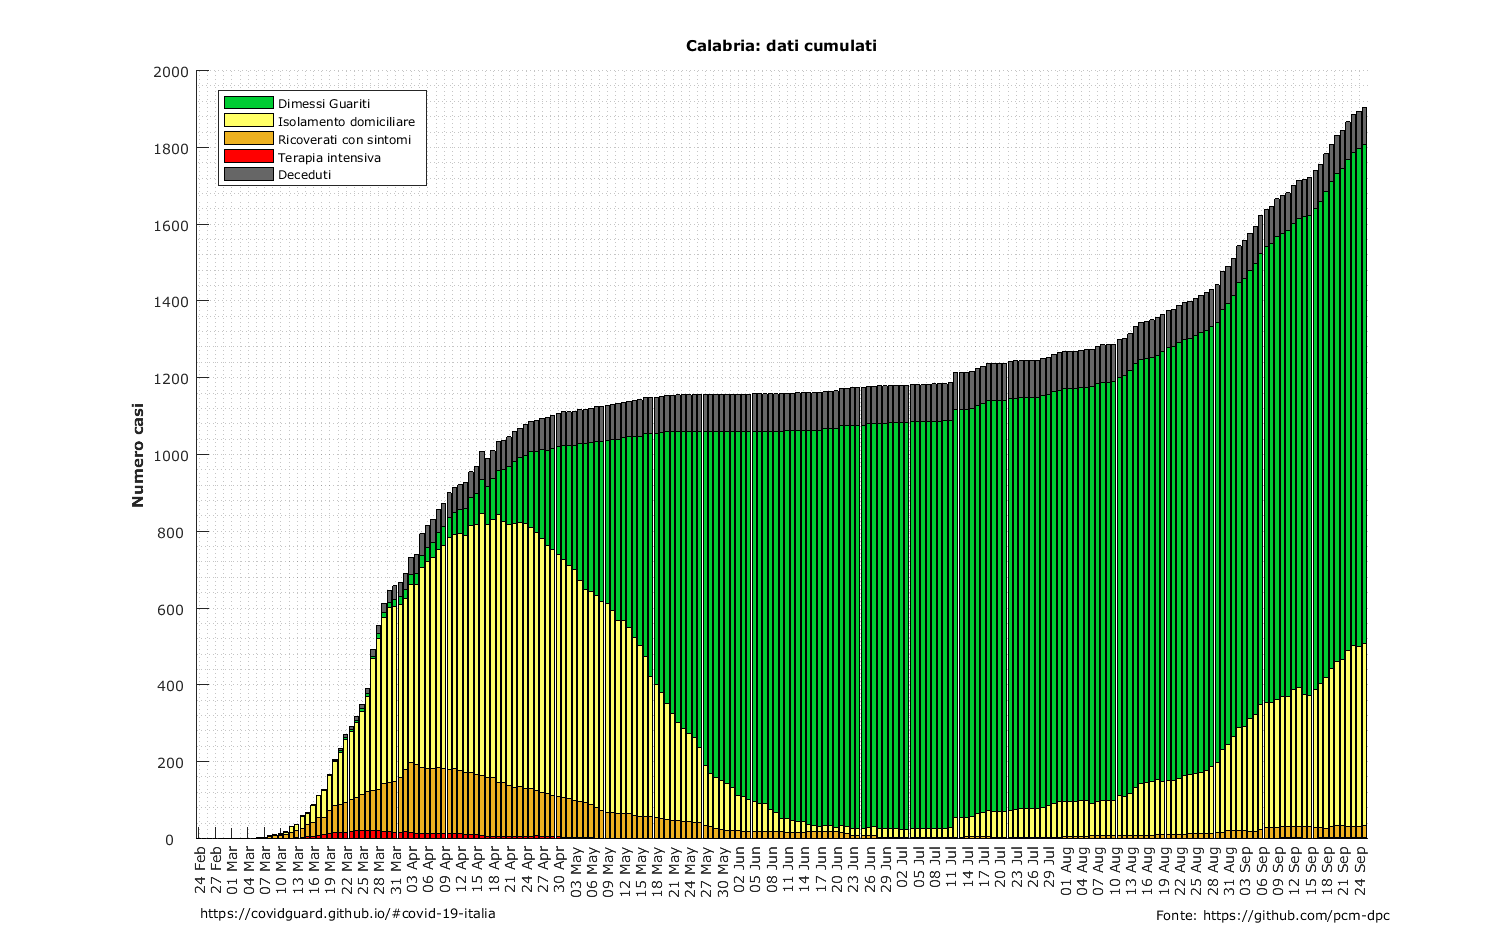 Calabria: dati cumulati
2000
1800
1600
1400
1200
1000
800
600
400
200
0
Numero casi
Dimessi Guariti
Isolamento domiciliare
Ricoverati con sintomi
Terapia intensiva
Deceduti
24 Feb
27 Feb
01 Mar
04 Mar
07 Mar
10 Mar
13 Mar
16 Mar
19 Mar
22 Mar
25 Mar
28 Mar
31 Mar
03 Apr
06 Apr
09 Apr
12 Apr
15 Apr
18 Apr
21 Apr
24 Apr
27 Apr
30 Apr
03 May
06 May
09 May
12 May
15 May
18 May
21 May
24 May
27 May
30 May
02 Jun
05 Jun
08 Jun
11 Jun
14 Jun
17 Jun
20 Jun
23 Jun
26 Jun
29 Jun
02 Jul
05 Jul
08 Jul
11 Jul
14 Jul
17 Jul
20 Jul
23 Jul
26 Jul
29 Jul
01 Aug
04 Aug
07 Aug
10 Aug
13 Aug
16 Aug
19 Aug
22 Aug
25 Aug
28 Aug
31 Aug
03 Sep
06 Sep
09 Sep
12 Sep
15 Sep
18 Sep
21 Sep
24 Sep
https://covidguard.github.io/#covid-19-italia
Fonte: https://github.com/pcm-dpc